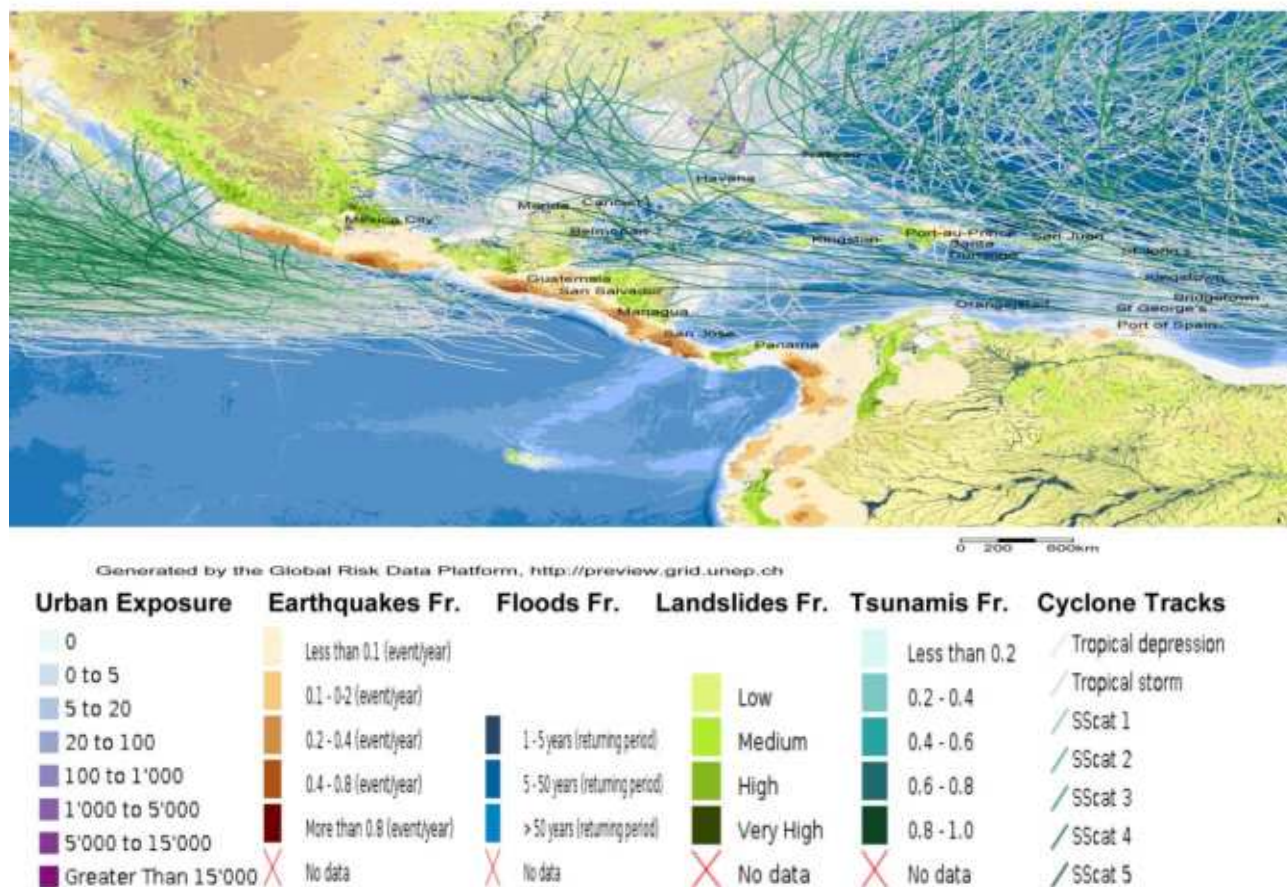 Havana
Merida Cancun
Mexico City
Belmopan
Kingston
Port-au-Prince
San Juan
St John's
Guatemala
San Salvador
Kingstown
Bridgetown
Managua
Oranjestad
St George's
San Jose
Port of Spain
Panama
0 200 600km
Generated by the Global Risk Data Platform, http://preview.grid.unep.ch
Urban Exposure
0
0 to 5
5 to 20
20 to 100
100 to 1'000
1'000 to 5'000
5'000 to 15'000
Greater Than 15'000
Earthquakes Fr.
Less than 0.1 (event/year)
0.1 - 0-2 (event/year)
0.2 - 0.4 (event/year)
0.4 - 0.8 (event/year)
More than 0.8 (event/year)
No data
Floods Fr.
1 - 5 years (returning period)
5 - 50 years (returning period)
> 50 years (returning period)
No data
Landslides Fr.
Low
Medium
High
Very High
No data
Tsunamis Fr.
Less than 0.2
0.2 - 0.4
0.4 - 0.6
0.6 - 0.8
0.8 - 1.0
No data
Cyclone Tracks
Tropical depression
Tropical storm
SScat 1
SScat 2
SScat 3
SScat 4
SScat 5